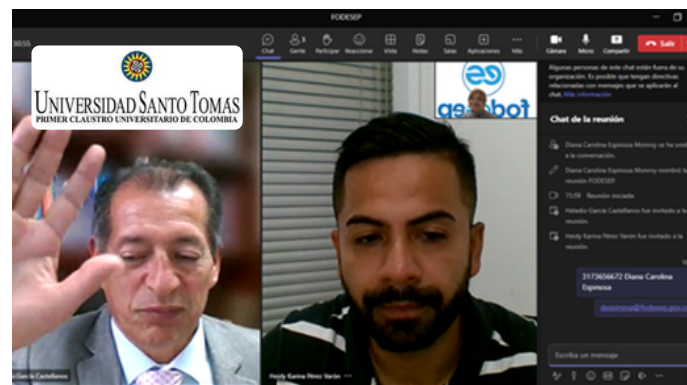 FODESEP
30:55
Chat
Gente
3
Participar
Reaccionar
Vista
Notas
Salas
Aplicaciones
Más
Cámara
Micro
Compartir
Salir
UNIVERSIDAD SANTO TOMAS
PRIMER CLAUSTRO UNIVERSITARIO DE COLOMBIA
fodesep
García Castellanos
Heidy Karina Pérez Varón
Algunas personas de este chat están fuera de su
organización. Es posible que tengan directivas
relacionadas con mensajes que se aplicarán al
chat. Más información
Chat de la reunión
Diana Carolina Espinosa Monroy se ha unido
a la conversación.
Diana Carolina Espinosa Monroy nombró la
reunión FODESEP.
15:59 Reunión iniciada
Heladio García Castellanos fue invitado a la
reunión.
Heidy Karina Pérez Varón fue invitado a la
reunión.
3173656672 Diana Carolina
Espinosa
Escriba un mensaje